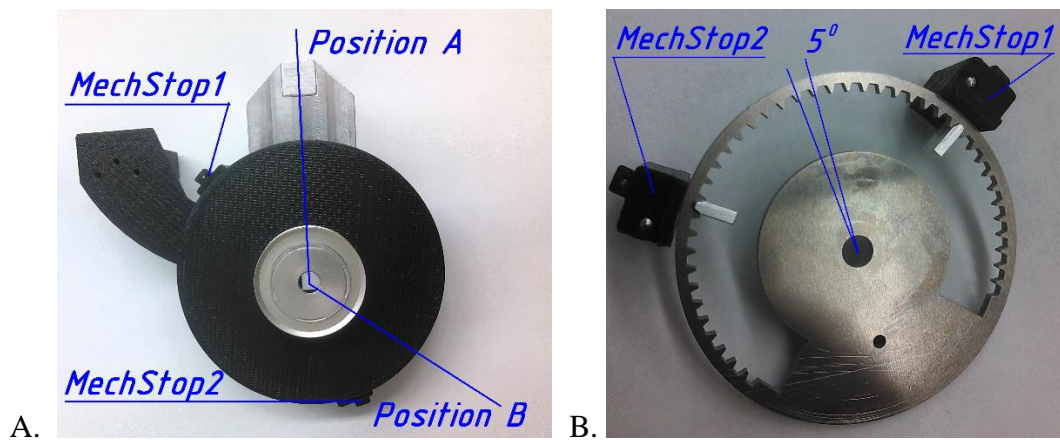 Position A
MechStop1
MechStop2
Position B
A.
MechStop2
5⁰
MechStop1
B.